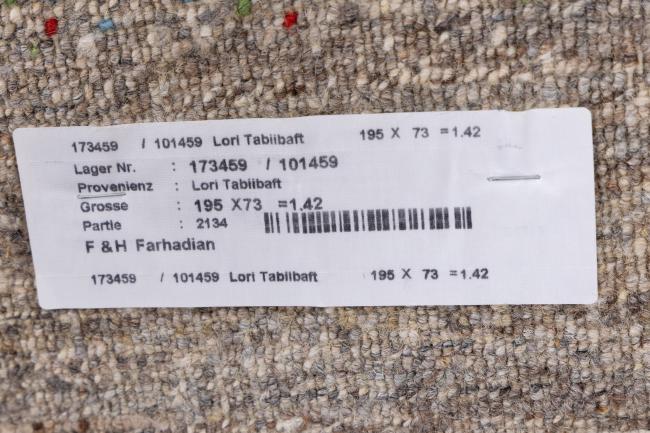 173459 / 101459 Lori Tabiibaft 195 X 73 =1.42
Lager Nr. : 173459 / 101459
Provenienz : Lori Tabiibaft
Grosse : 195 X73 =1.42
Partie : 2134
F & H Farhadian
173459 / 101459 Lori Tabiibaft 195 X 73 =1.42